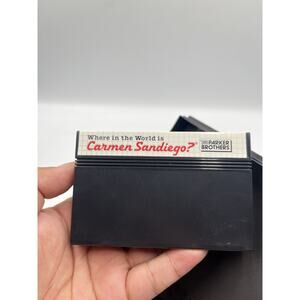 Where in the World is
Carmen Sandiego?
PARKER
BROTHERS